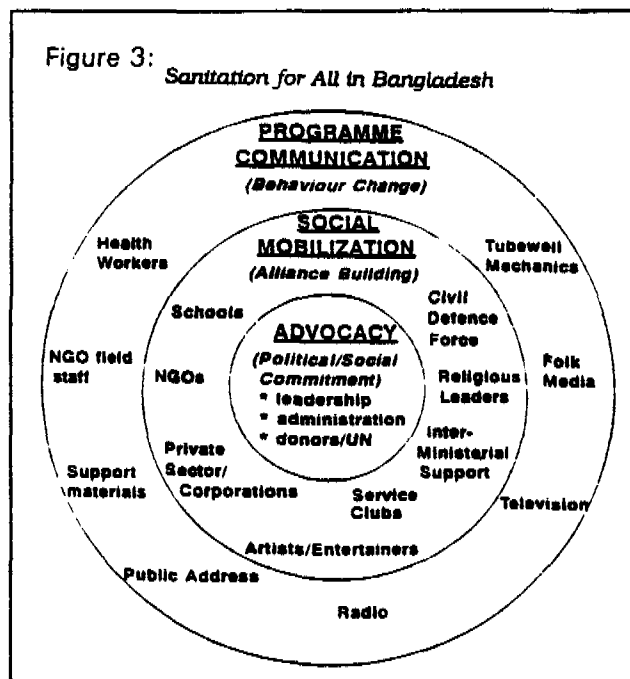 Figure 3:
Sanitation for All in Bangladesh
PROGRAMME
COMMUNICATION
(Behaviour Change)
SOCIAL
MOBILIZATION
(Alliance Building)
Health
Workers
Tubewell
Mechanics
Schools
Civil
Defence
Force
ADVOCACY
(Political/Social
Commitment)
* leadership
* administration
* donors/UN
NGO field
staff
NGOs
Religious
Leaders
Folk
Media
Private
Sector/
Corporations
Inter-
Ministerial
Support
Support
materials
Service
Clubs
Television
Artists/Entertainers
Public Address
Radio